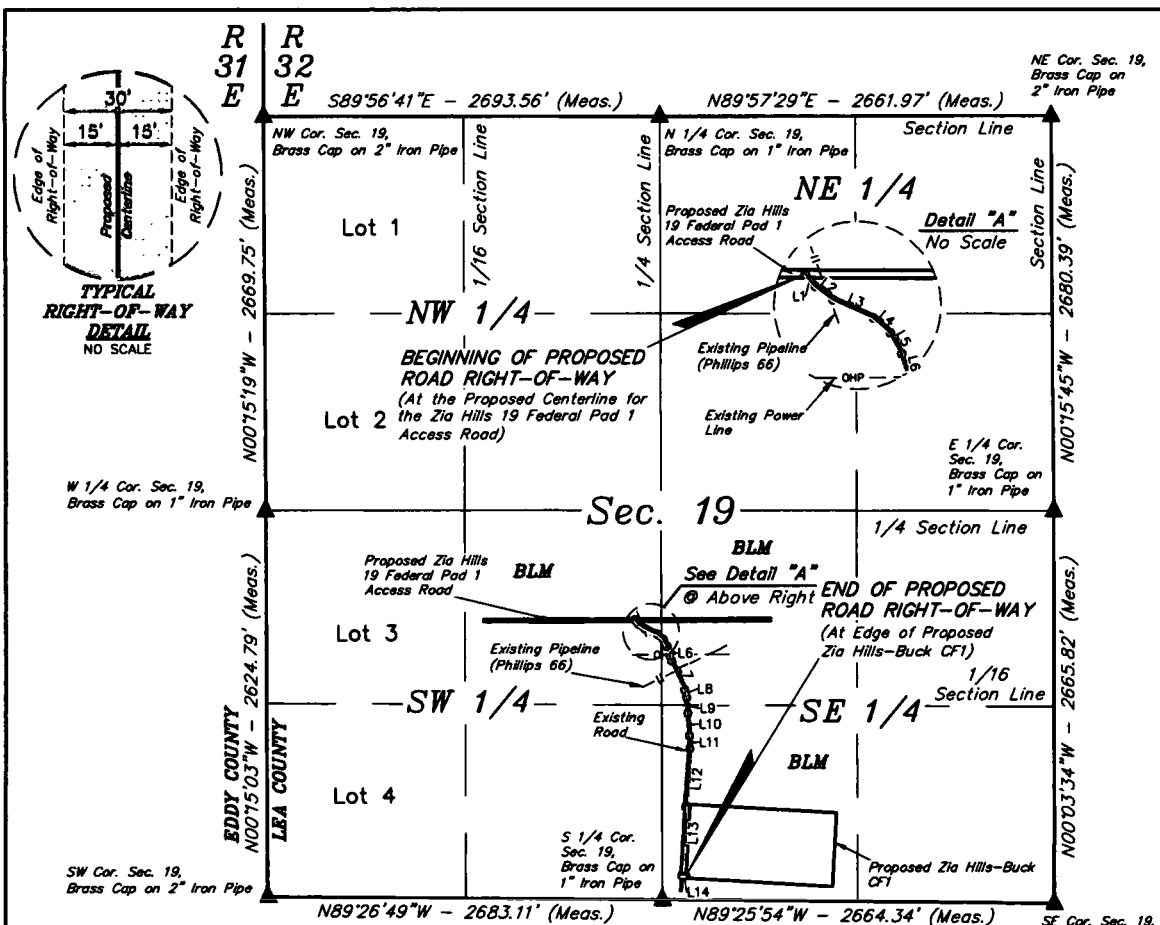 R R
31 32
E E
NE Cor. Sec. 19,
Brass Cap on
2" Iron Pipe
S89°56'41"E - 2693.56' (Meas.)
N89°57'29"E - 2661.97' (Meas.)
30'
15' 15'
Edge of
Right-of-Way
Proposed
Centerline
Edge of
Right-of-Way
TYPICAL
RIGHT-OF-WAY
DETAIL
NO SCALE
NW Cor. Sec. 19,
Brass Cap on 2" Iron Pipe
N 1/4 Cor. Sec. 19,
Brass Cap on 1" Iron Pipe
Section Line
1/16 Section Line
1/4 Section Line
Section Line
N00°15'19"W - 2669.75' (Meas.)
N00°15'45"W - 2680.39' (Meas.)
Lot 1
NE 1/4
Proposed Zia Hills
19 Federal Pad 1
Access Road
Detail "A"
No Scale
L1
L2
L3
L4
L5
L6
Existing Pipeline
(Phillips 66)
OHP
Existing Power
Line
NW 1/4
BEGINNING OF PROPOSED
ROAD RIGHT-OF-WAY
(At the Proposed Centerline for
the Zia Hills 19 Federal Pad 1
Access Road)
Lot 2
W 1/4 Cor. Sec. 19,
Brass Cap on 1" Iron Pipe
E 1/4 Cor.
Sec. 19,
Brass Cap on
1" Iron Pipe
Sec. 19
1/4 Section Line
Proposed Zia Hills
19 Federal Pad 1
Access Road
BLM
BLM
See Detail "A"
@ Above Right
END OF PROPOSED
ROAD RIGHT-OF-WAY
(At Edge of Proposed
Zia Hills-Buck CF1)
Lot 3
Existing Pipeline
(Phillips 66)
L6
L7
L8
L9
L10
L11
L12
L13
L14
1/16
Section Line
SW 1/4
SE 1/4
Existing
Road
BLM
Lot 4
EDDY COUNTY
LEA COUNTY
N00°15'03"W - 2624.79' (Meas.)
N00°03'34"W - 2665.82' (Meas.)
S 1/4 Cor.
Sec. 19,
Brass Cap on
1" Iron Pipe
Proposed Zia Hills-Buck
CF1
SW Cor. Sec. 19,
Brass Cap on 2" Iron Pipe
N89°26'49"W - 2683.11' (Meas.)
N89°25'54"W - 2664.34' (Meas.)
SE Cor. Sec. 19,